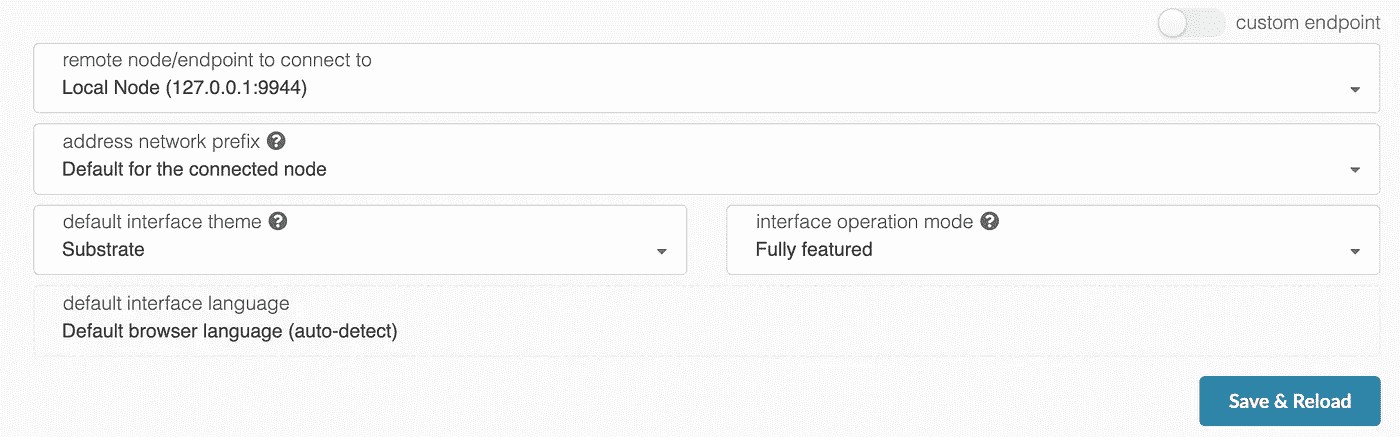 custom endpoint
remote node/endpoint to connect to
Local Node (127.0.0.1:9944)
address network prefix ?
Default for the connected node
default interface theme ?
Substrate
interface operation mode ?
Fully featured
default interface language
Default browser language (auto-detect)
Save & Reload